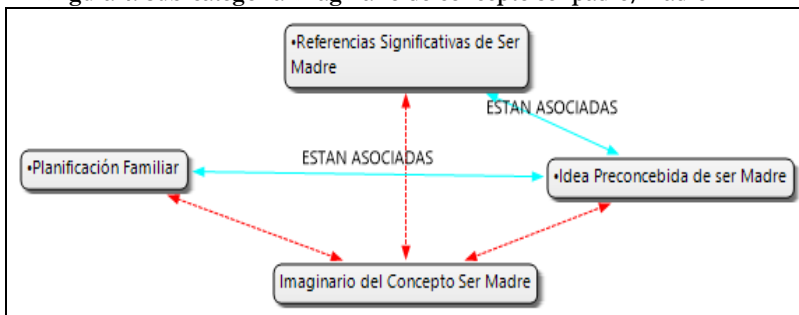 •Referencias Significativas de Ser
Madre
ESTAN ASOCIADAS
ESTAN ASOCIADAS
•Planificación Familiar
•Idea Preconcebida de ser Madre
Imaginario del Concepto Ser Madre